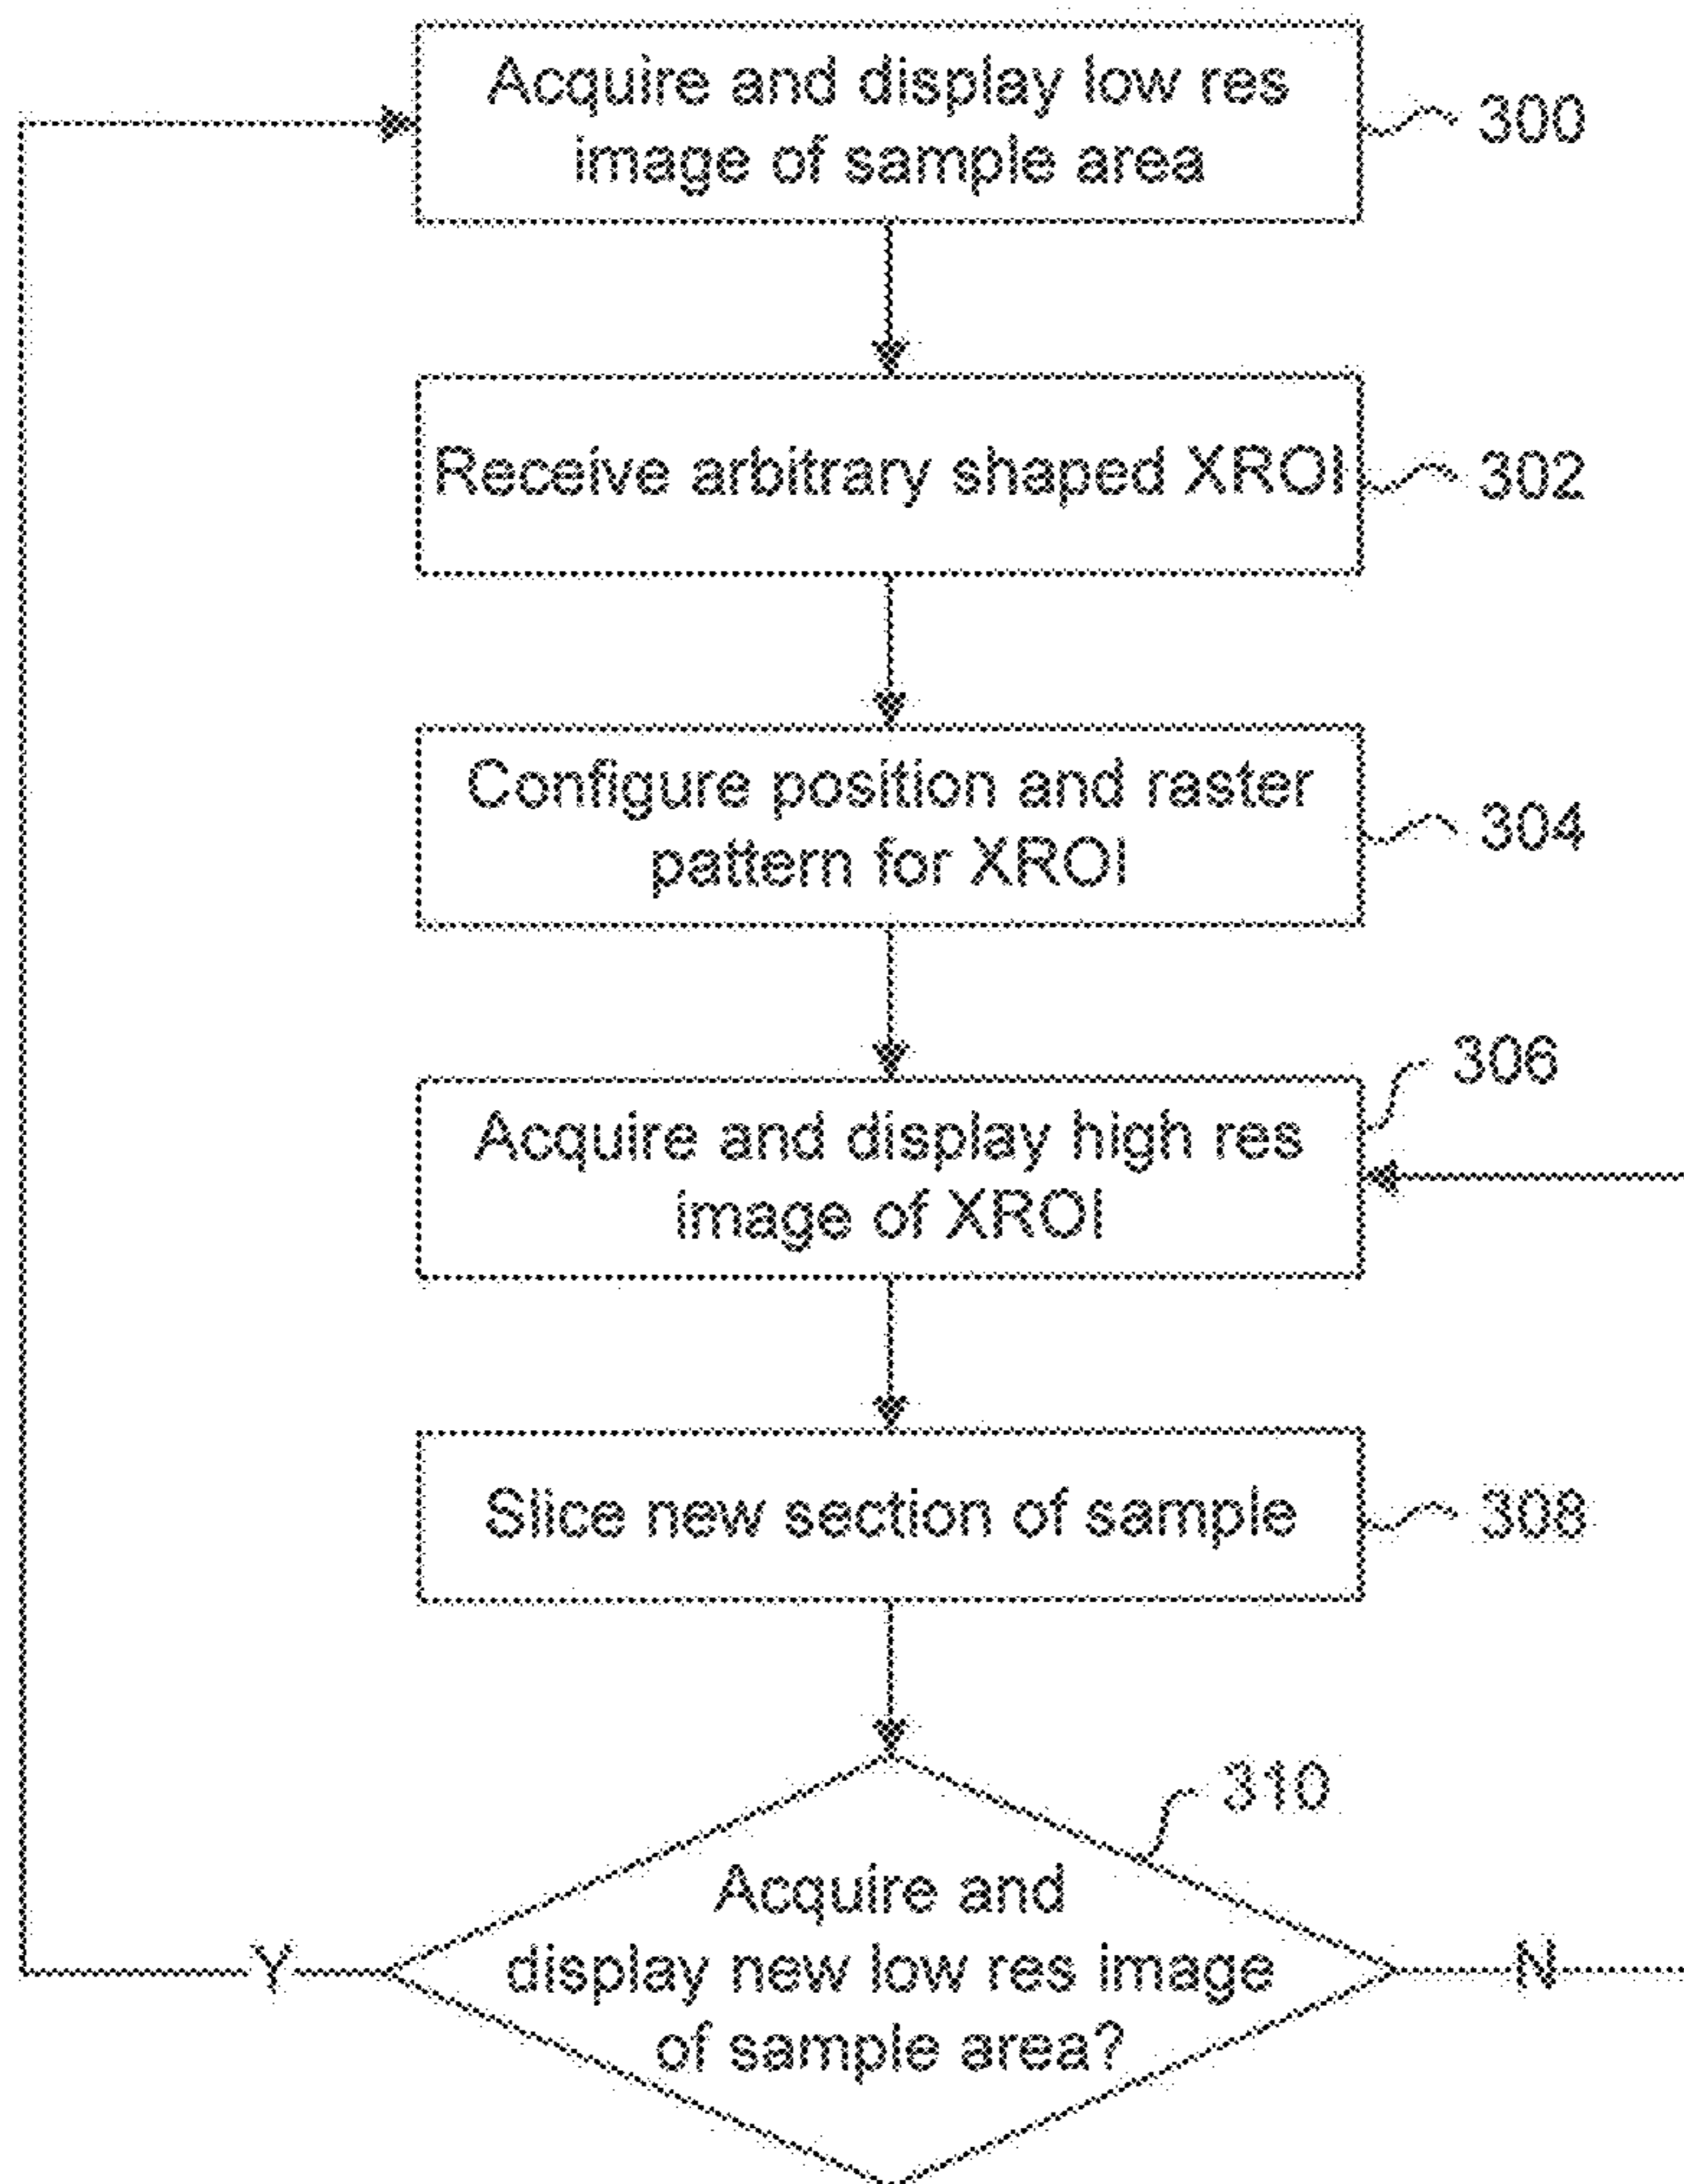 Acquire and display low res
image of sample area
300
Receive arbitrary shaped XROI
302
Configure position and raster
pattern for XROI
304
306
Acquire and display high res
image of XROI
Slice new section of sample
308
310
Acquire and
display new low res image
of sample area?
Y
N